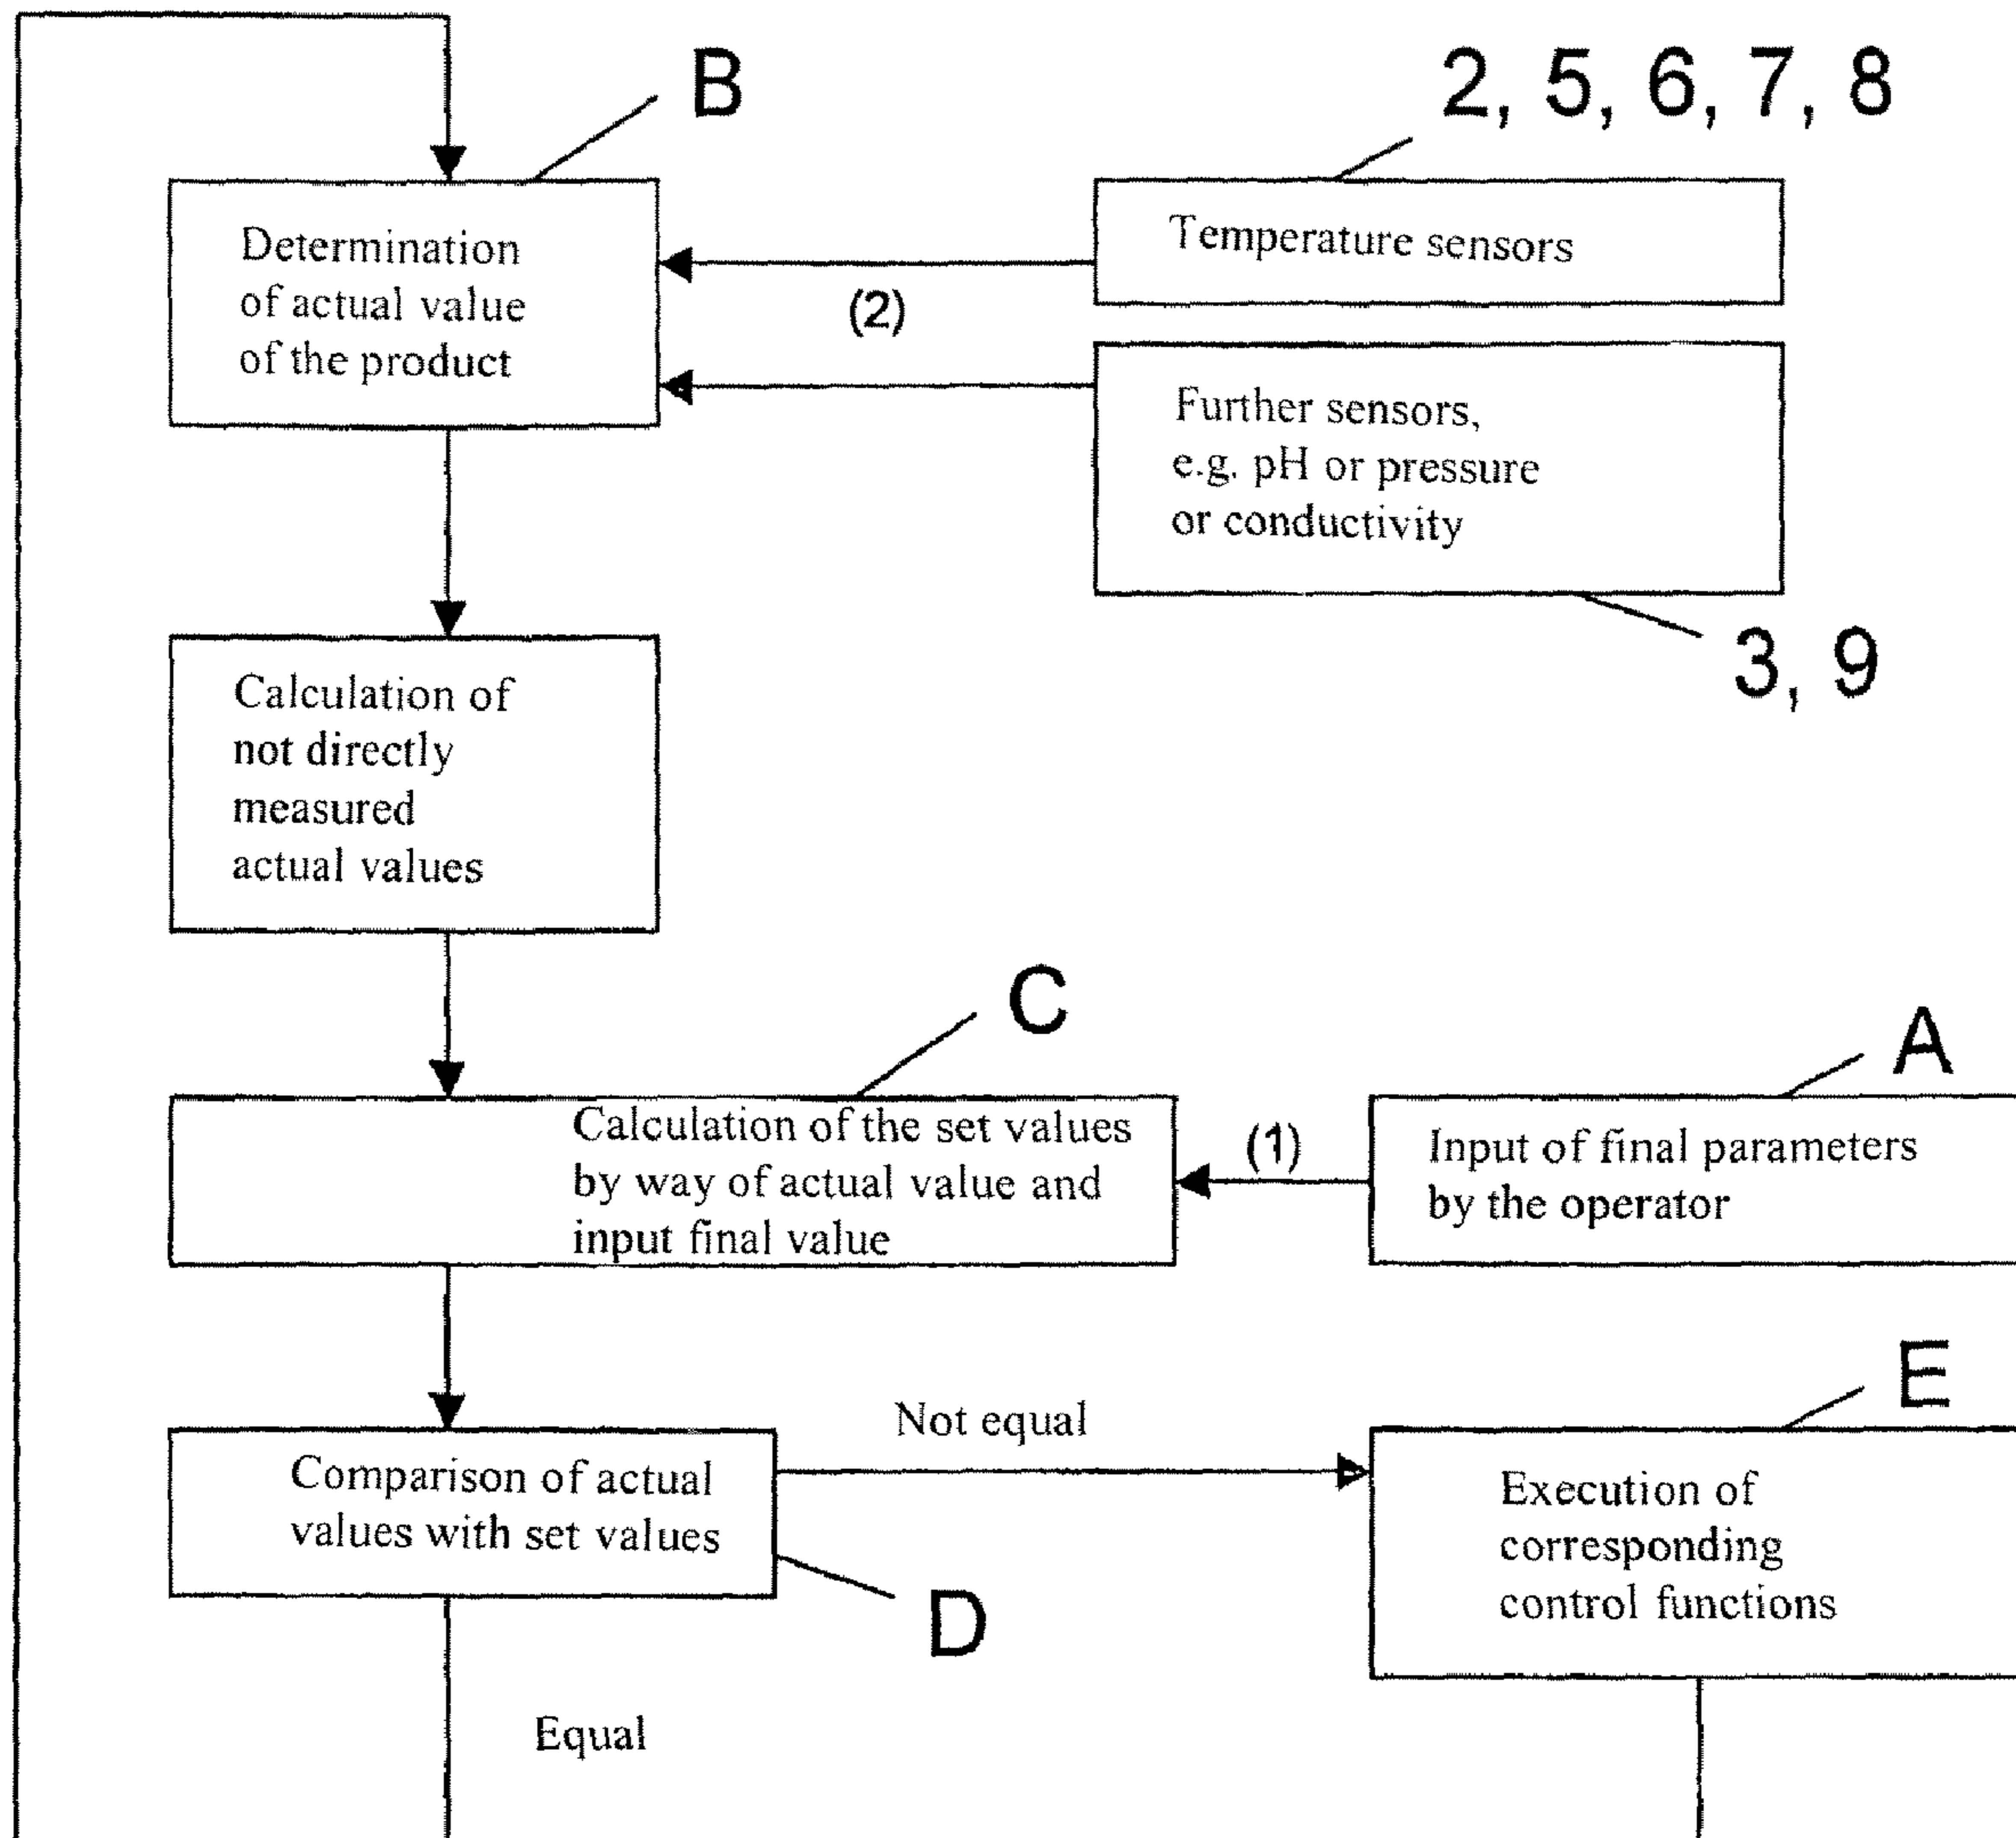 B
2, 5, 6, 7, 8
Determination
of actual value
of the product
Temperature sensors
(2)
Further sensors,
e.g. pH or pressure
or conductivity
3, 9
Calculation of
not directly
measured
actual values
C
A
Calculation of the set values
by way of actual value and
input final value
(1)
Input of final parameters
by the operator
E
Not equal
Comparison of actual
values with set values
Execution of
corresponding
control functions
D
Equal